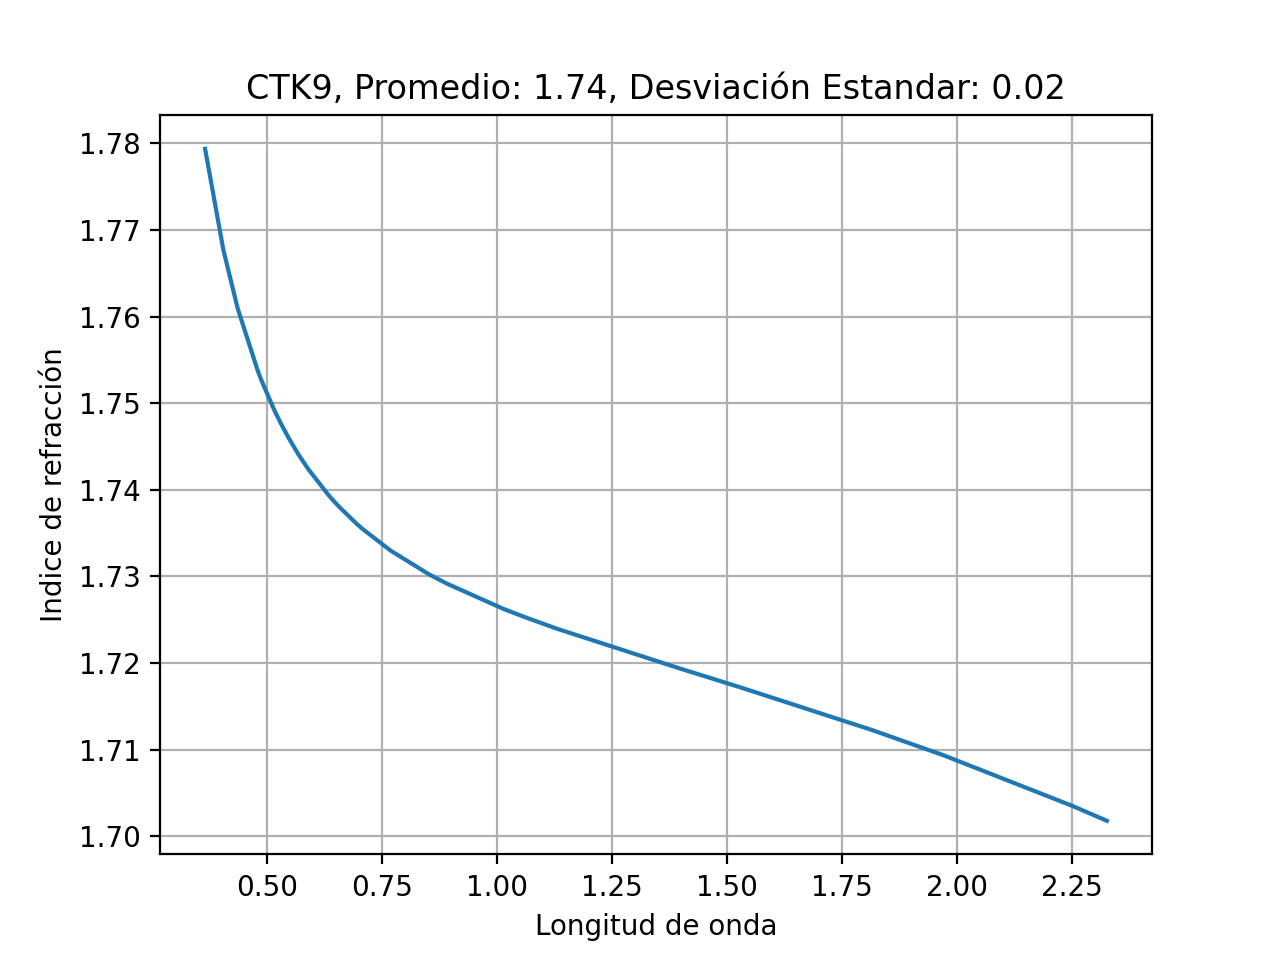 CTK9, Promedio: 1.74, Desviación Estandar: 0.02
1.78
1.77
1.76
1.75
1.74
1.73
1.72
1.71
1.70
Indice de refracción
0.50 0.75 1.00 1.25 1.50 1.75 2.00 2.25
Longitud de onda